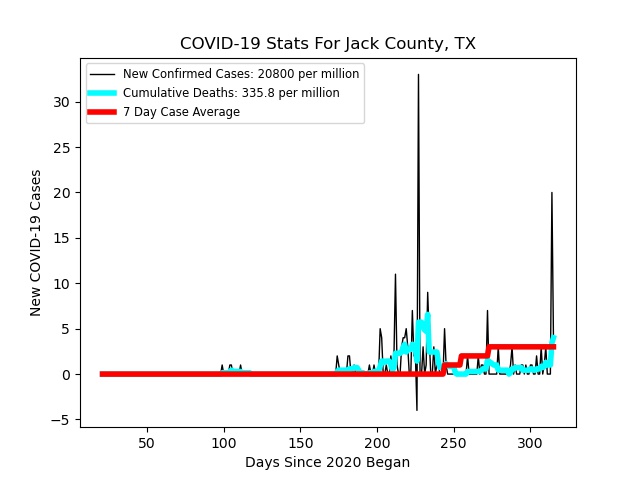 COVID-19 Stats For Jack County, TX
New Confirmed Cases: 20800 per million
Cumulative Deaths: 335.8 per million
7 Day Case Average
New COVID-19 Cases
30
25
20
15
10
5
0
−5
50 100 150 200 250 300
Days Since 2020 Began